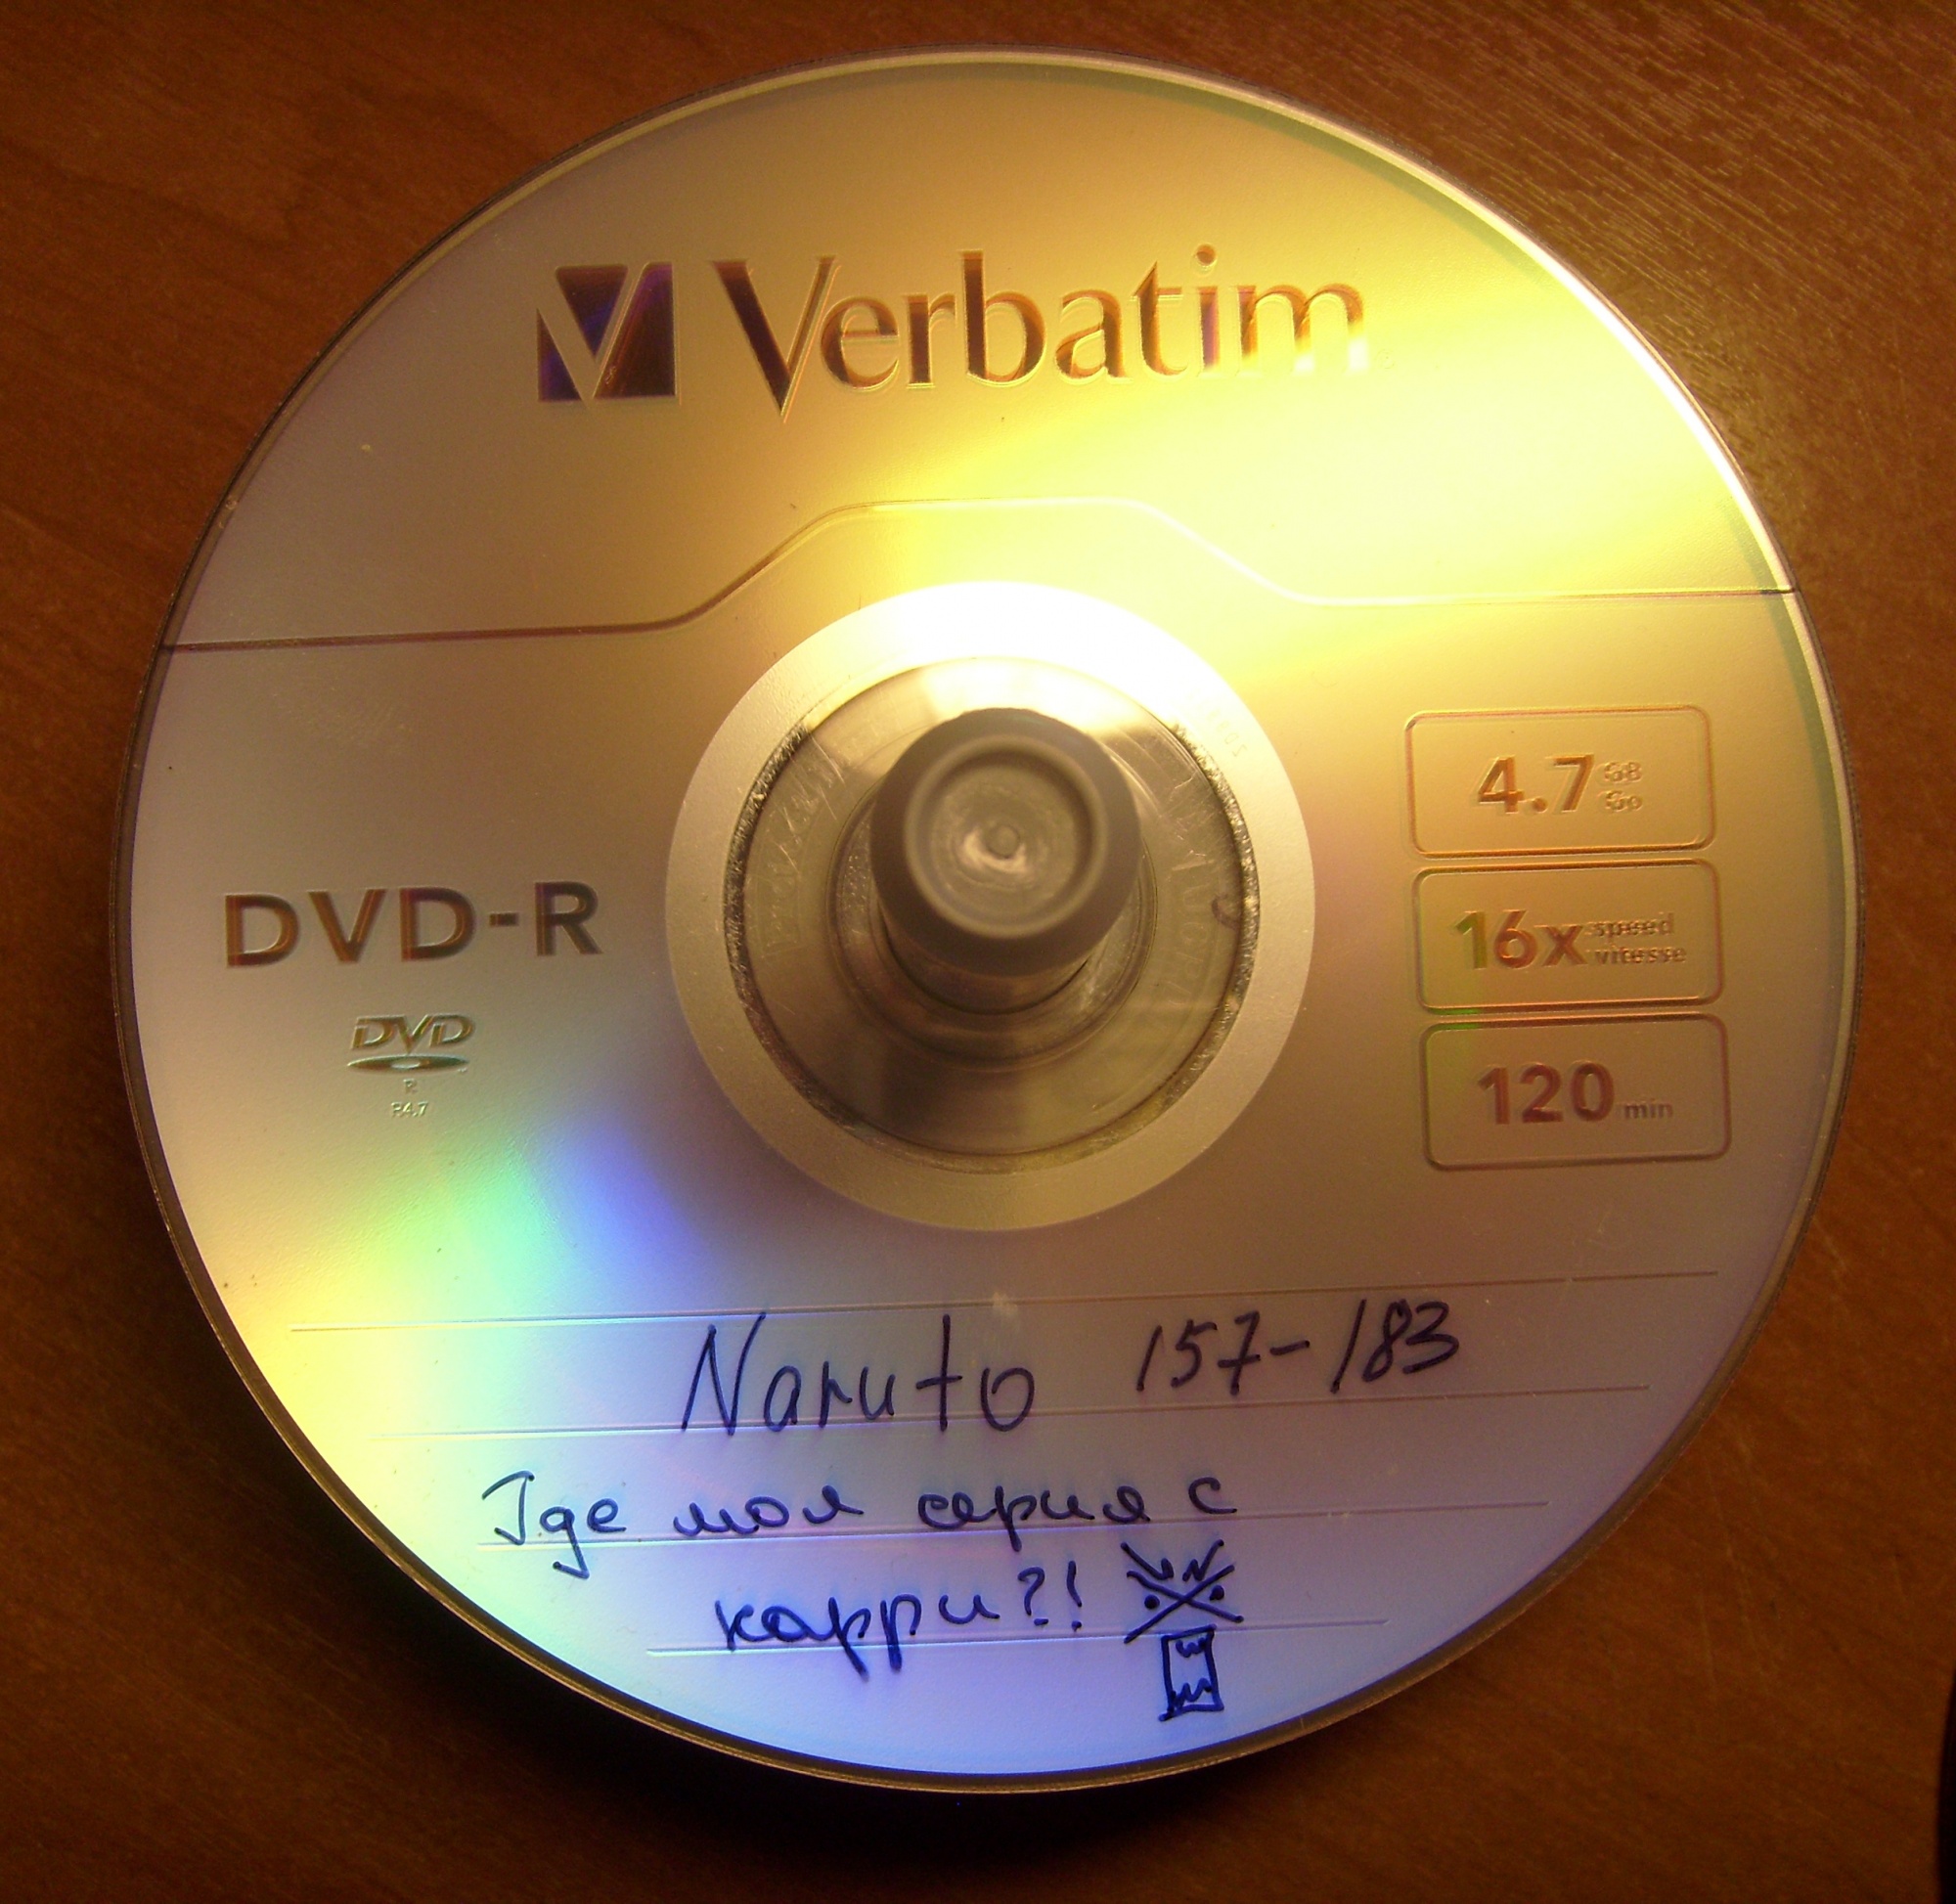 Verbatim
4.7 GB Go
DVD-R
16x speed vitesse
DVD
R
R4.7
120 min
Naruto 157-183
Где моя серия с
карри?!